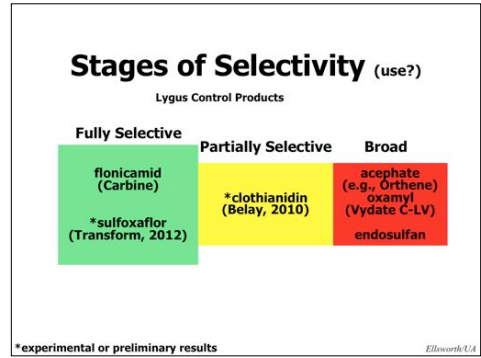 Stages of Selectivity (use?)
Lygus Control Products
Fully Selective
flonicamid
(Carbine)
*sulfoxaflor
(Transform, 2012)
Partially Selective
*clothianidin
(Belay, 2010)
Broad
acephate
(e.g., Orthene)
oxamyl
(Vydate C-LV)
endosulfan
*experimental or preliminary results
Ellsworth/UA